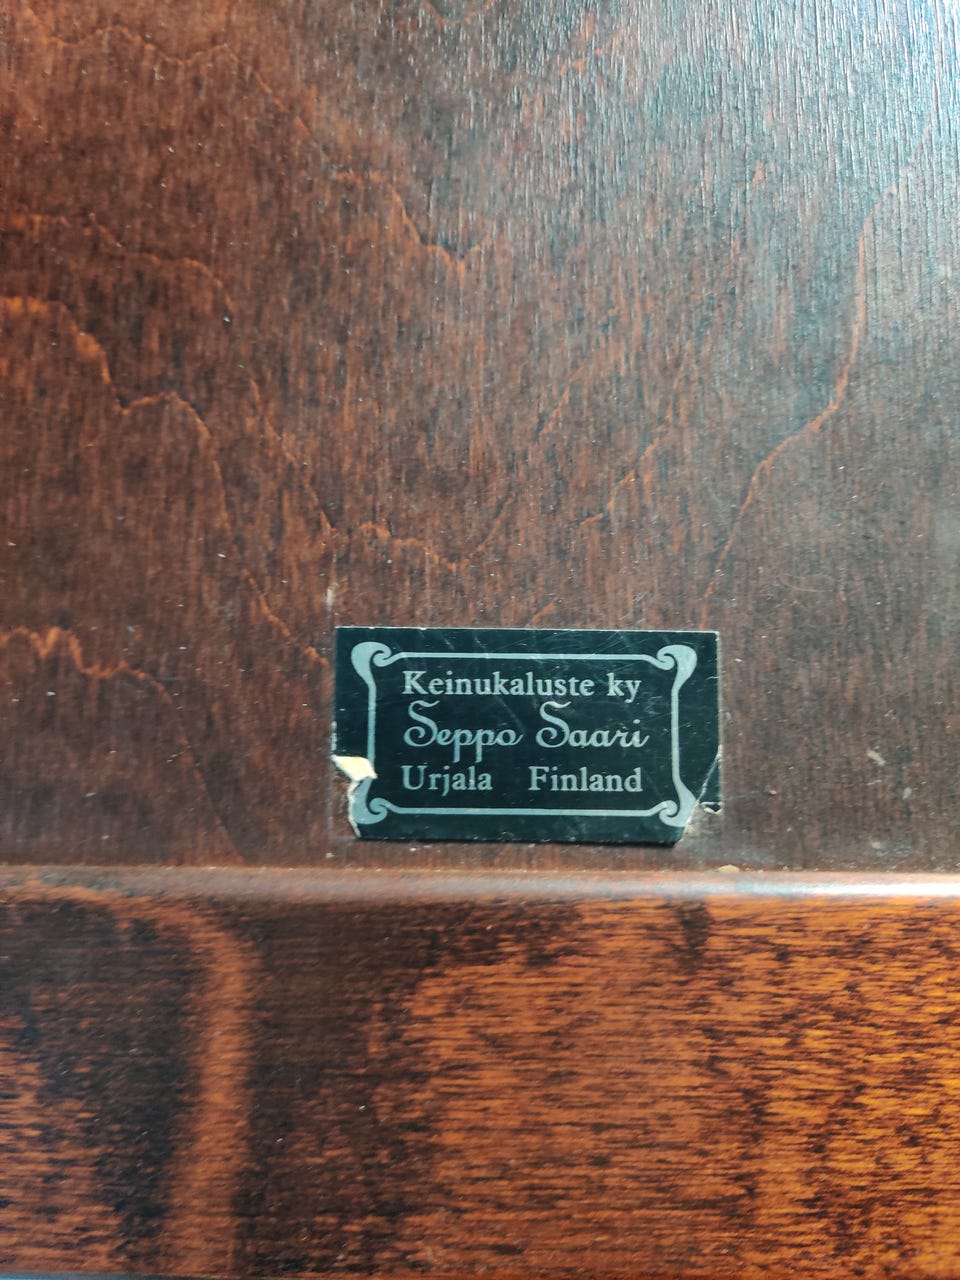 Keinukaluste ky
Seppo Saari
Urjala Finland